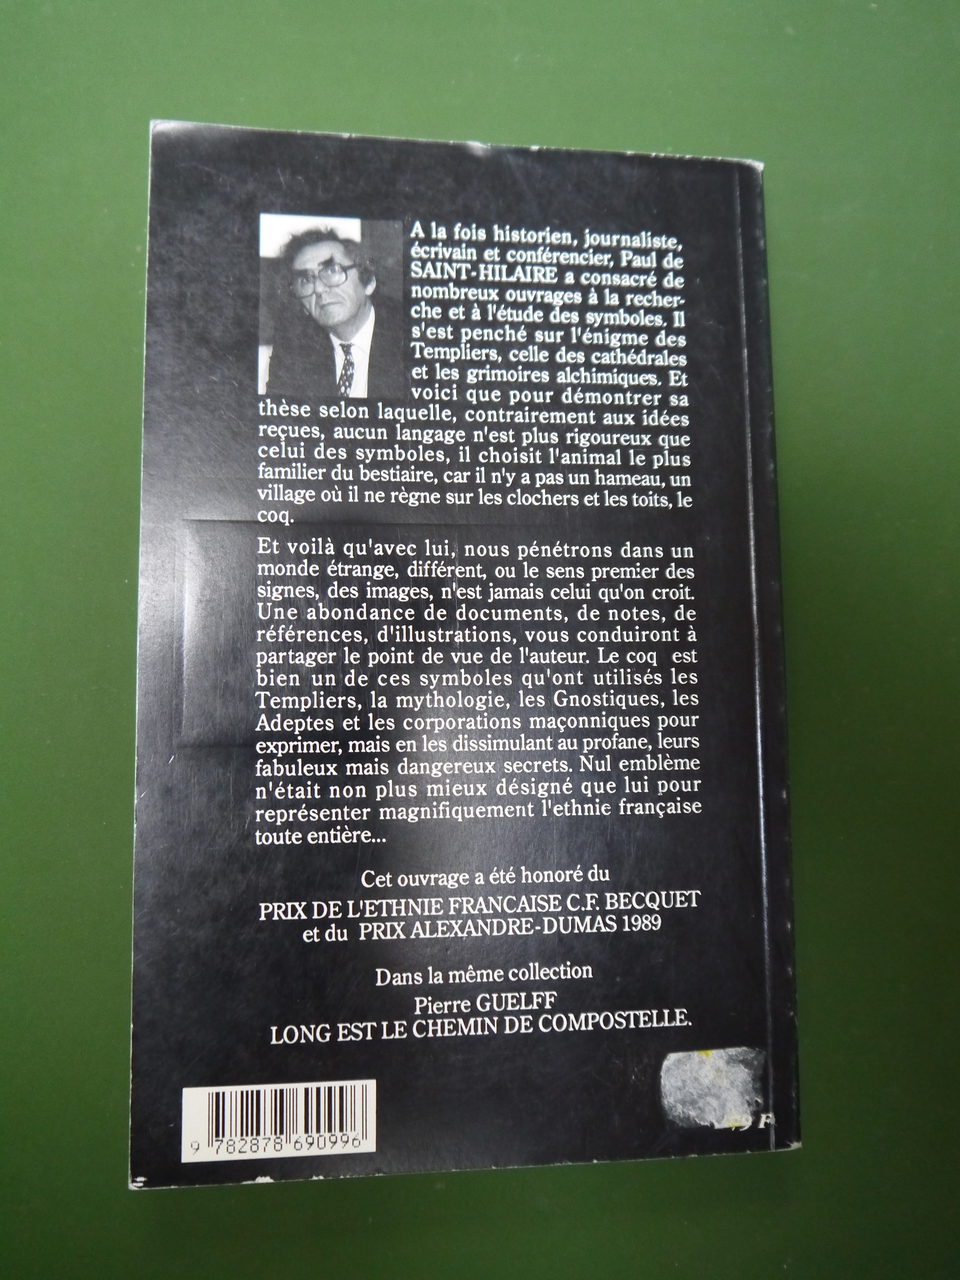 A la fois historien, journaliste,
écrivain et conférencier, Paul de
SAINT-HILAIRE a consacré de
nombreux ouvrages à la recher-
che et à l'étude des symboles. Il
s'est penché sur l'énigme des
Templiers, celle des cathédrales
et les grimoires alchimiques. Et
voici que pour démontrer sa
thèse selon laquelle, contrairement aux idées
reçues, aucun langage n'est plus rigoureux que
celui des symboles, il choisit l'animal le plus
familier du bestiaire, car il n'y a pas un hameau, un
village où il ne règne sur les clochers et les toits, le
coq.
Et voilà qu'avec lui, nous pénétrons dans un
monde étrange, différent, ou le sens premier des
signes, des images, n'est jamais celui qu'on croit.
Une abondance de documents, de notes, de
références, d'illustrations, vous conduiront à
partager le point de vue de l'auteur. Le coq est
bien un de ces symboles qu'ont utilisés les
Templiers, la mythologie, les Gnostiques, les
Adeptes et les corporations maçonniques pour
exprimer, mais en les dissimulant au profane, leurs
fabuleux mais dangereux secrets. Nul emblème
n'était non plus mieux désigné que lui pour
représenter magnifiquement l'ethnie française
toute entière...
Cet ouvrage a été honoré du
PRIX DE L'ETHNIE FRANCAISE C.F. BECQUET
et du PRIX ALEXANDRE-DUMAS 1989
Dans la même collection
Pierre GUELFF
LONG EST LE CHEMIN DE COMPOSTELLE.
9 782878 690996
F